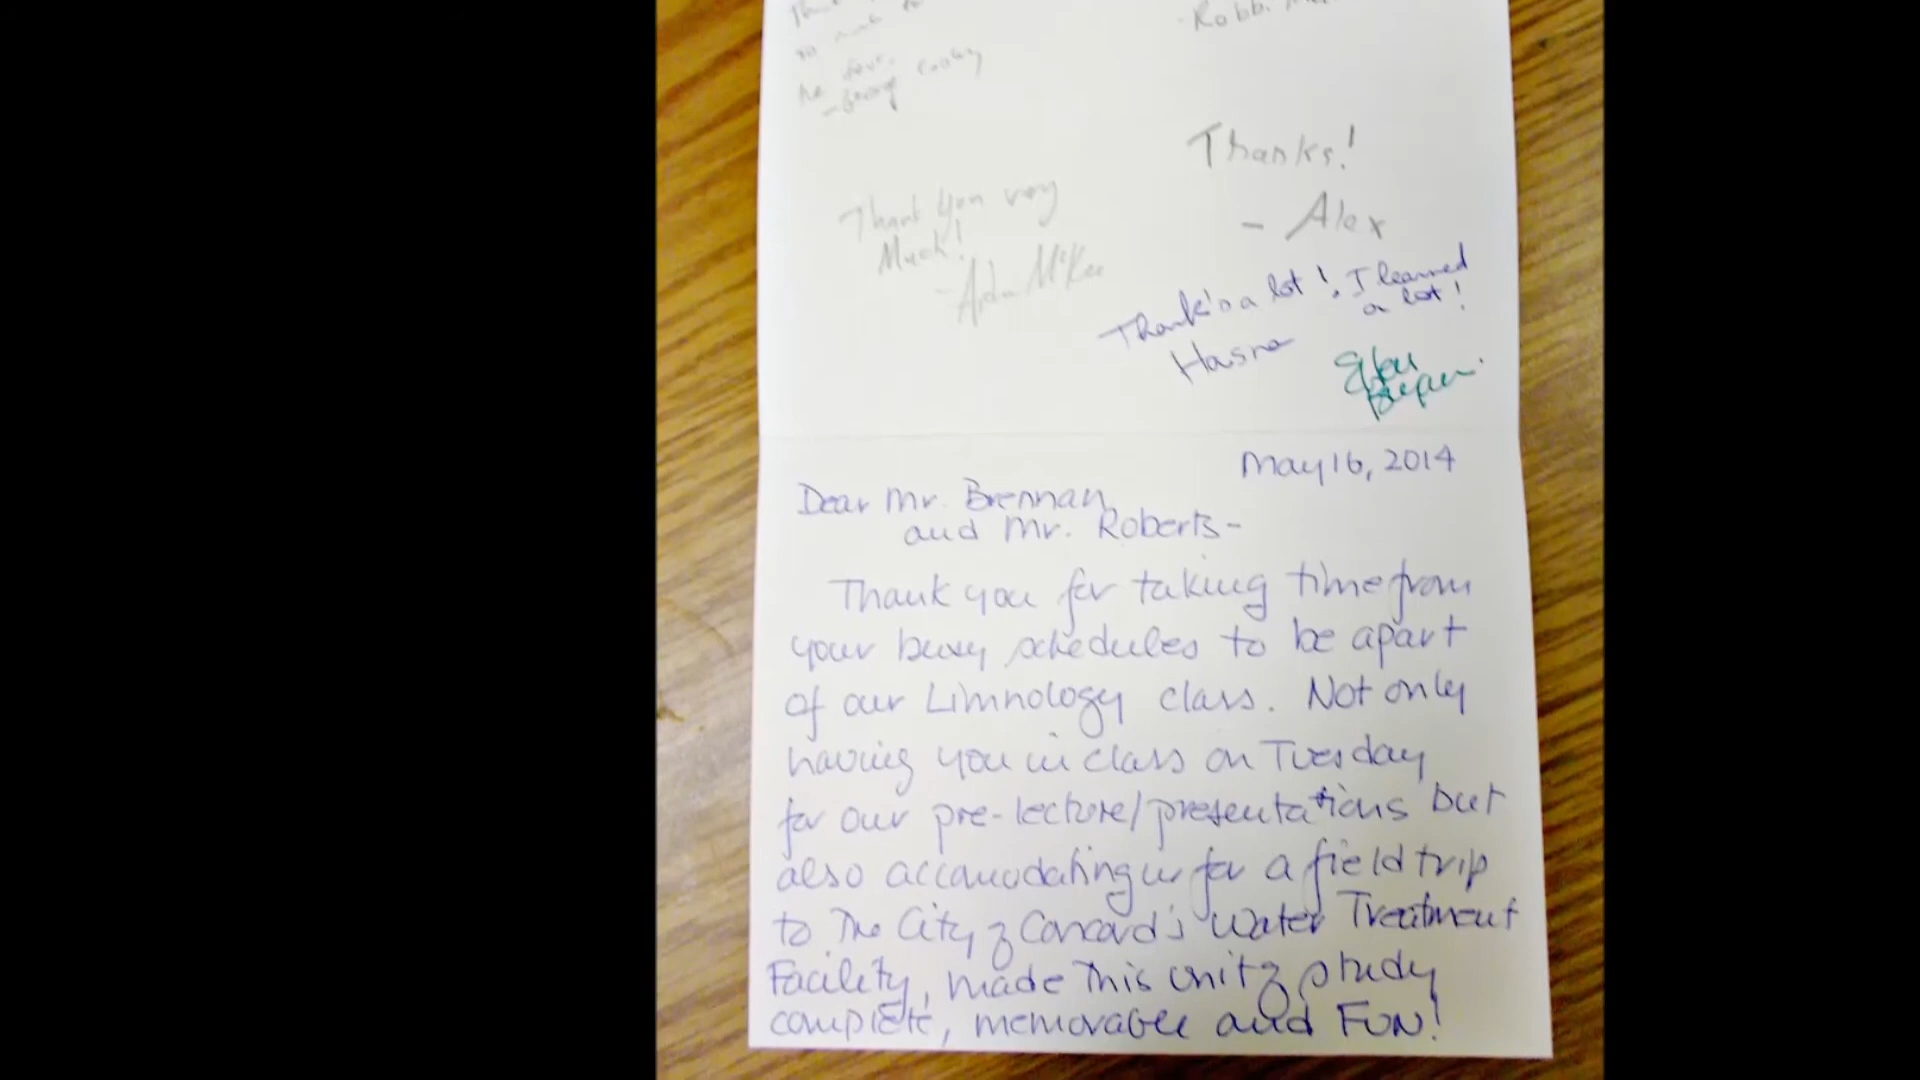 Thanks!
- Alex
Thank you very
Much!
McKee
Thank's a lot!, I learned
a lot!
Hasna
May 16, 2014
Dear Mr. Brennan
and Mr. Roberts-
Thank you for taking time from
your busy schedules to be apart
of our Limnology class. Not only
having you in class on Tuesday
for our pre-lecture/presentations but
also accomodating us for a field trip
to The City of Concord's Water Treatment
Facility, made this unit of study
complete, memorable and FUN!